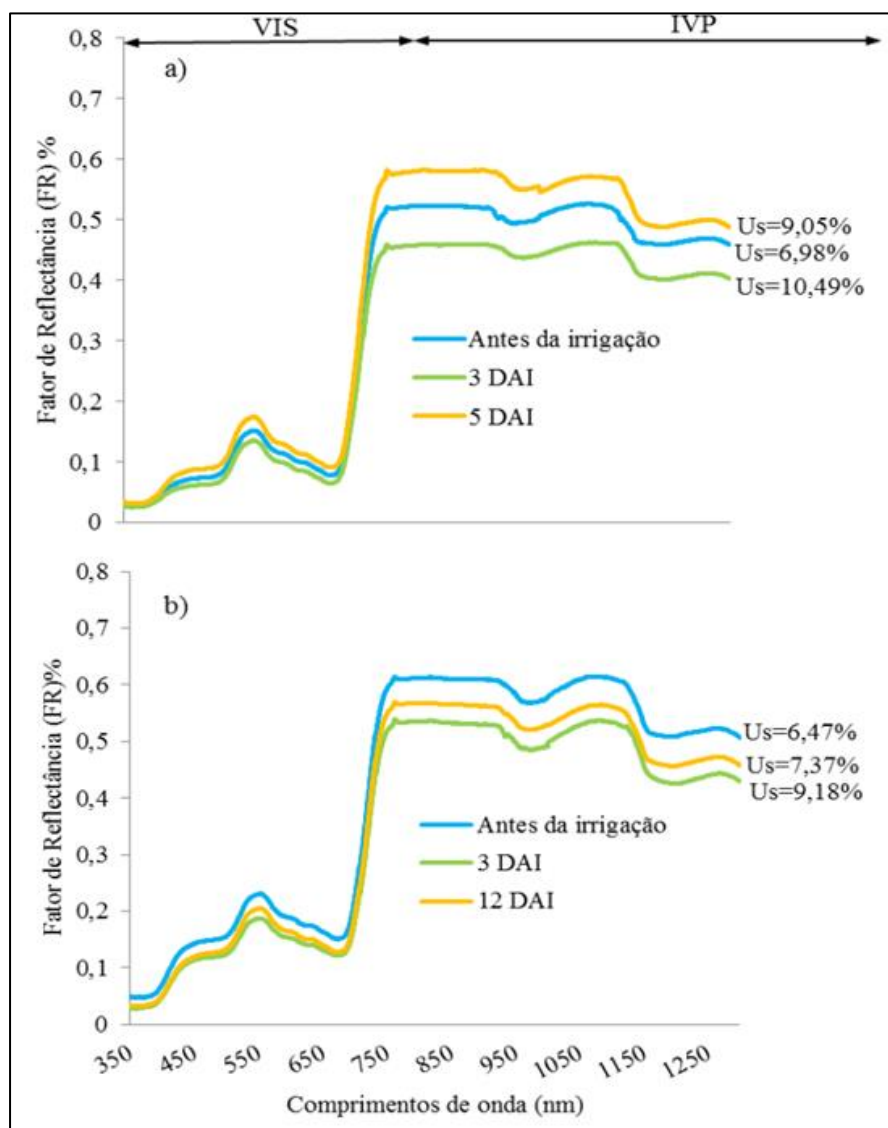 VIS IVP
0,8
a)
0,7
0,6
0,5
0,4
0,3
0,2
0,1
0
Fator de Reflectância (FR) %
Us=9,05%
Us=6,98%
Us=10,49%
Antes da irrigação
3 DAI
5 DAI
0,8
b)
0,7
0,6
0,5
0,4
0,3
0,2
0,1
0
Fator de Reflectância (FR)%
Us=6,47%
Us=7,37%
Us=9,18%
Antes da irrigação
3 DAI
12 DAI
350 450 550 650 750 850 950 1050 1150 1250
Comprimentos de onda (nm)